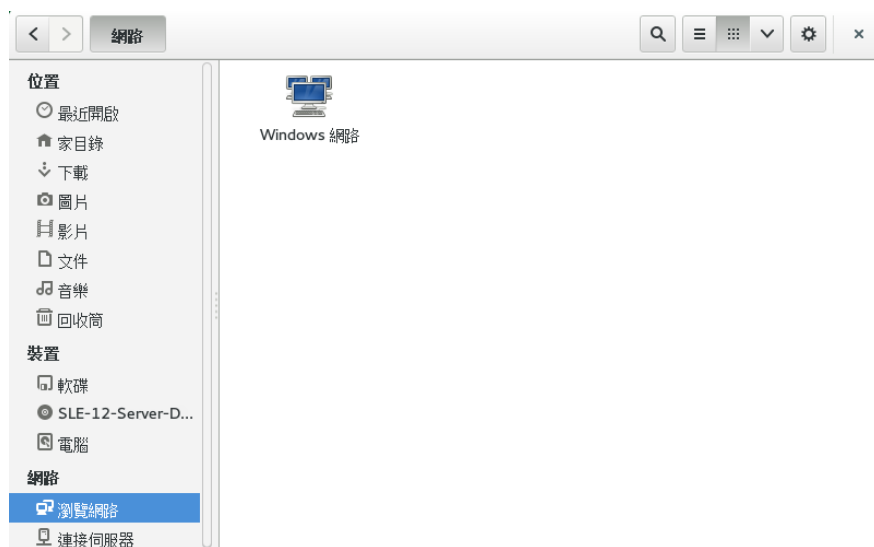 網路
位置
最近開啟
家目錄
下載
圖片
影片
文件
音樂
回收筒
裝置
軟碟
SLE-12-Server-D...
電腦
網路
瀏覽網路
連接伺服器
Windows 網路